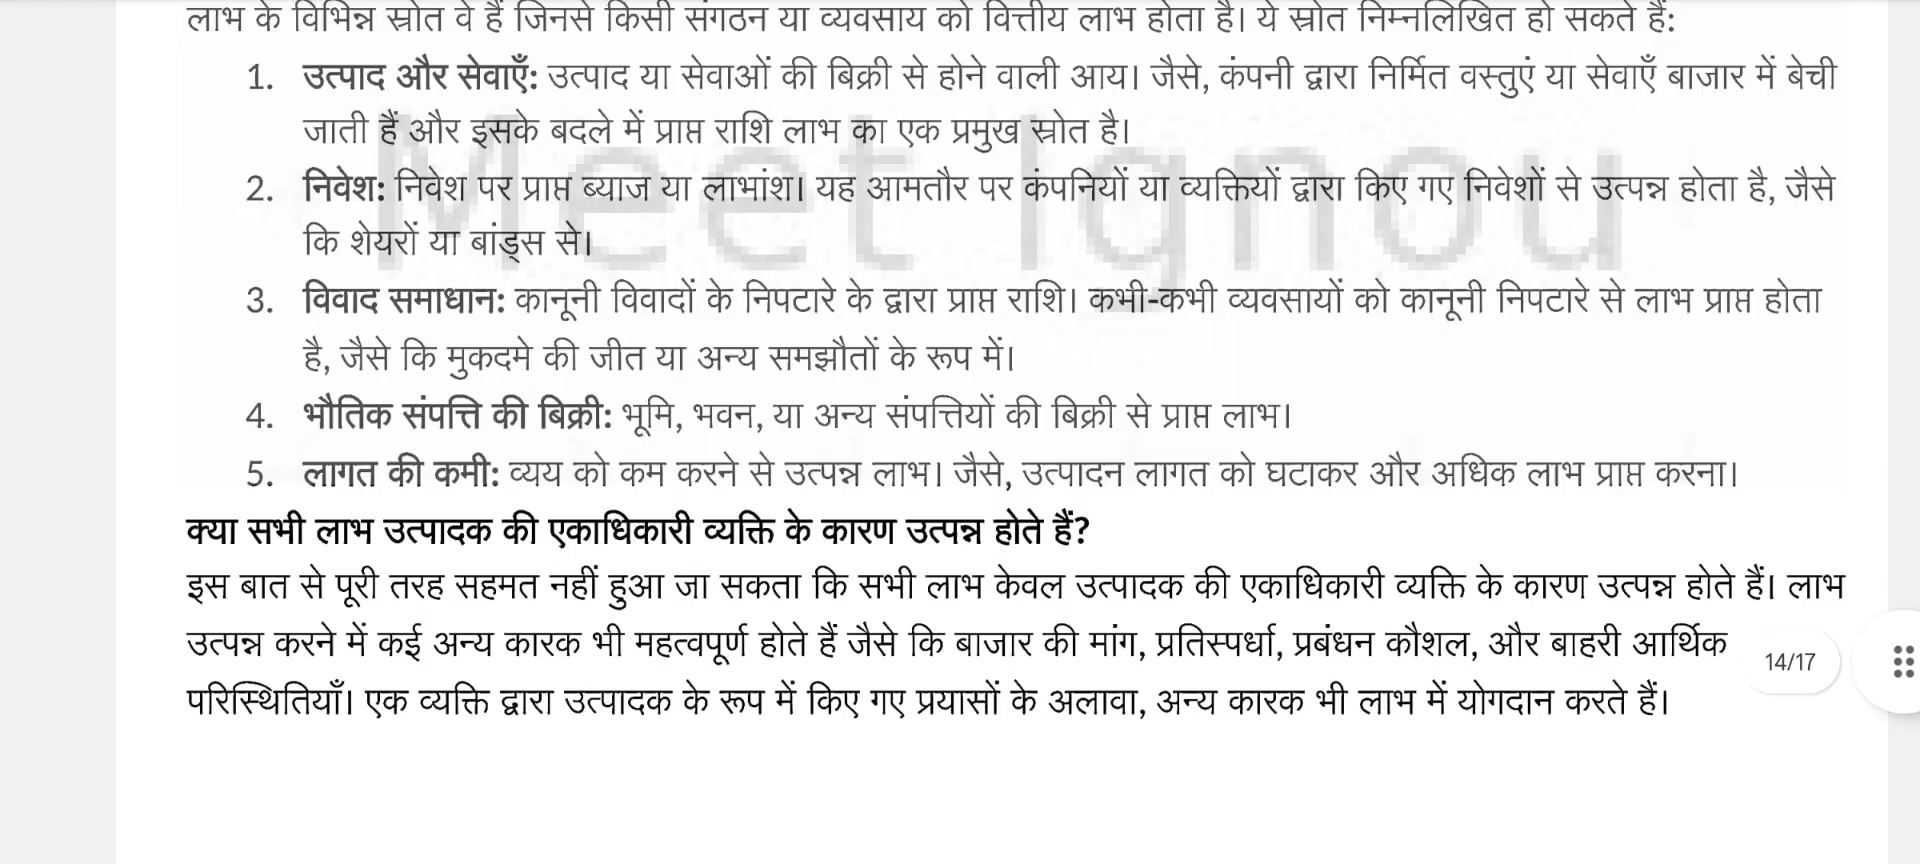 लाभ के विभिन्न स्रोत वे हैं जिनसे किसी संगठन या व्यवसाय को वित्तीय लाभ होता है। ये स्रोत निम्नलिखित हो सकते हैं:
1. उत्पाद और सेवाएँ: उत्पाद या सेवाओं की बिक्री से होने वाली आय। जैसे, कंपनी द्वारा निर्मित वस्तुएं या सेवाएँ बाजार में बेची
जाती हैं और इसके बदले में प्राप्त राशि लाभ का एक प्रमुख स्रोत है।
Meet Ignou
2. निवेश: निवेश पर प्राप्त ब्याज या लाभांश। यह आमतौर पर कंपनियों या व्यक्तियों द्वारा किए गए निवेशों से उत्पन्न होता है, जैसे
कि शेयरों या बांड्स से।
3. विवाद समाधान: कानूनी विवादों के निपटारे के द्वारा प्राप्त राशि। कभी-कभी व्यवसायों को कानूनी निपटारे से लाभ प्राप्त होता
है, जैसे कि मुकदमे की जीत या अन्य समझौतों के रूप में।
4. भौतिक संपत्ति की बिक्री: भूमि, भवन, या अन्य संपत्तियों की बिक्री से प्राप्त लाभ।
5. लागत की कमी: व्यय को कम करने से उत्पन्न लाभ। जैसे, उत्पादन लागत को घटाकर और अधिक लाभ प्राप्त करना।
क्या सभी लाभ उत्पादक की एकाधिकारी व्यक्ति के कारण उत्पन्न होते हैं?
इस बात से पूरी तरह सहमत नहीं हुआ जा सकता कि सभी लाभ केवल उत्पादक की एकाधिकारी व्यक्ति के कारण उत्पन्न होते हैं। लाभ
उत्पन्न करने में कई अन्य कारक भी महत्वपूर्ण होते हैं जैसे कि बाजार की मांग, प्रतिस्पर्धा, प्रबंधन कौशल, और बाहरी आर्थिक
14/17
परिस्थितियाँ। एक व्यक्ति द्वारा उत्पादक के रूप में किए गए प्रयासों के अलावा, अन्य कारक भी लाभ में योगदान करते हैं।